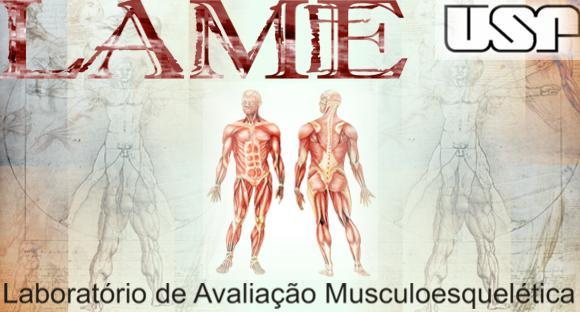 LAME
USP
Laboratório de Avaliação Musculoesquelética